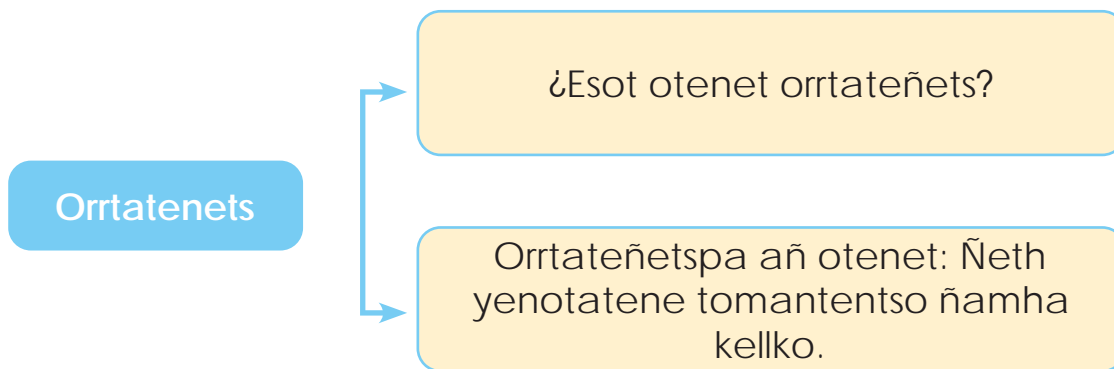 ¿Esot otenet orrtateñets?
Orrtatenets
Orrtateñetspa añ otenet: Ñeth
yenotatene tomantentso ñamha
kellko.